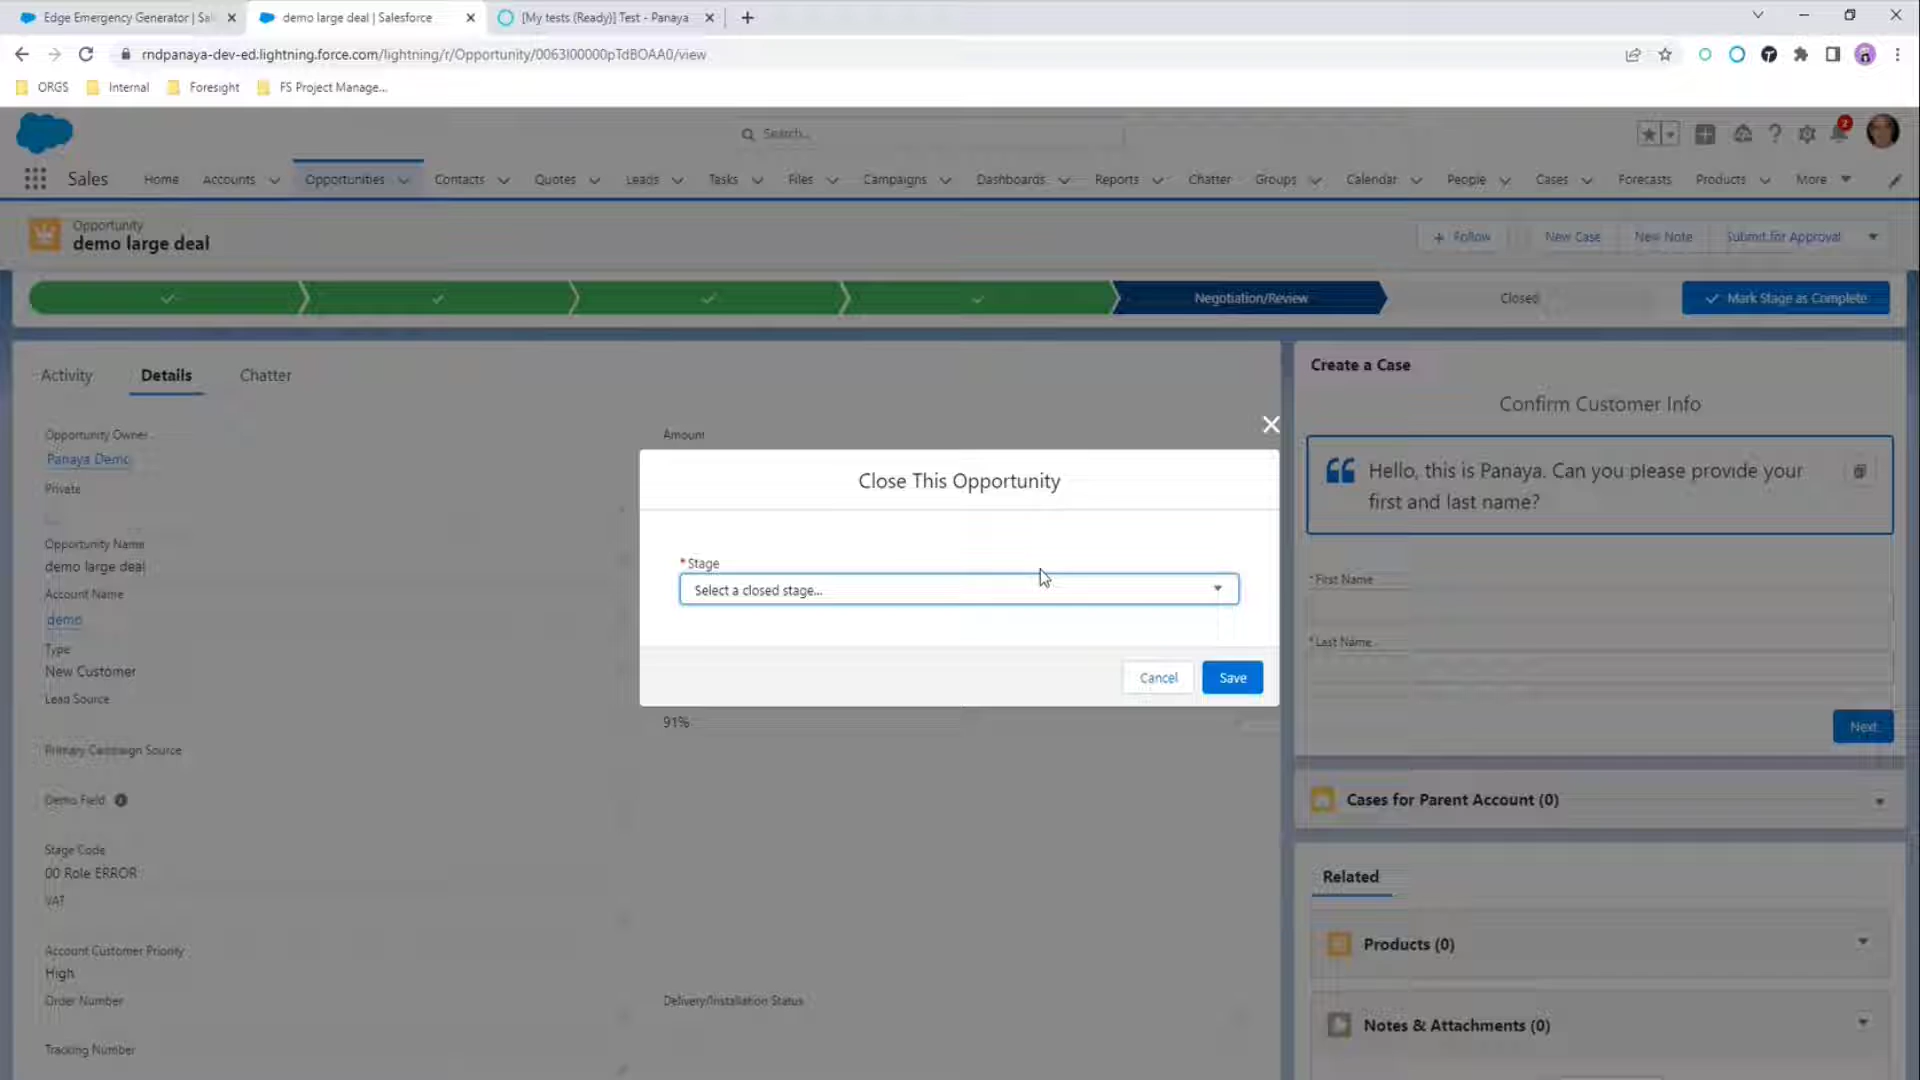 Edge Emergency Generator | Sal
demo large deal | Salesforce
[My tests (Ready)] Test - Panaya
rndpanaya-dev-ed.lightning.force.com/lightning/r/Opportunity/0063I00000pTdBOAA0/view
ORGS
Internal
Foresight
FS Project Manage...
Search...
2
Sales
Home
Accounts
Opportunities
Contacts
Quotes
Leads
Tasks
Files
Campaigns
Dashboards
Reports
Chatter
Groups
Calendar
People
Cases
Forecasts
Products
More
Opportunity
demo large deal
+ Follow
New Case
New Note
Submit for Approval
Negotiation/Review
Closed
Mark Stage as Complete
Activity
Details
Chatter
Opportunity Owner
Panaya Demo
Private
Opportunity Name
demo large deal
Account Name
demo
Type
New Customer
Lead Source
Primary Campaign Source
Demo Field
Stage Code
00 Role ERROR
VAT
Account Customer Priority
High
Order Number
Tracking Number
Amount
91%
Delivery/Installation Status
Close This Opportunity
* Stage
Select a closed stage...
Cancel
Save
Create a Case
Confirm Customer Info
Hello, this is Panaya. Can you please provide your
first and last name?
* First Name
* Last Name
Next
Cases for Parent Account (0)
Related
Products (0)
Notes & Attachments (0)